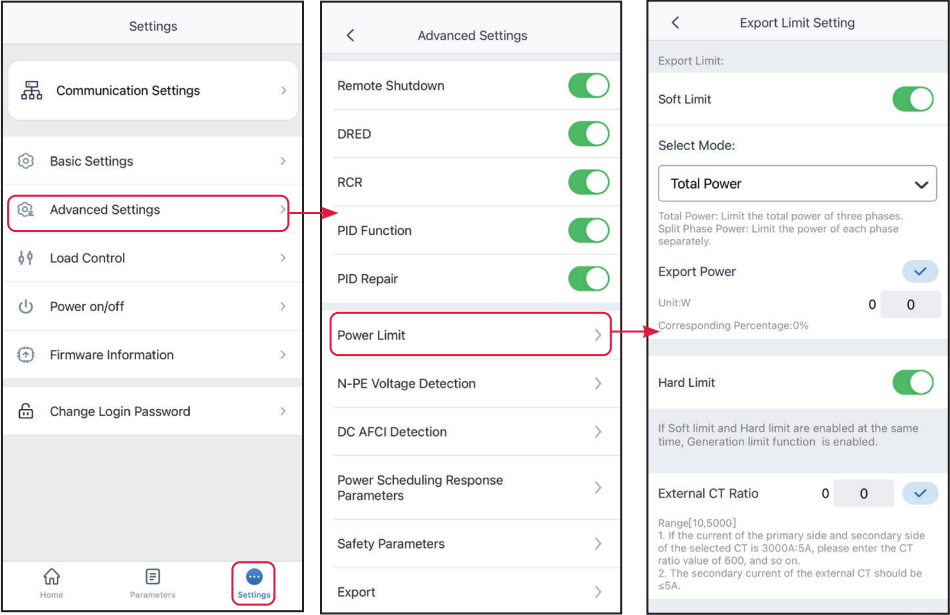 Settings
Communication Settings
Basic Settings
Advanced Settings
Load Control
Power on/off
Firmware Information
Change Login Password
Home
Parameters
Settings
Advanced Settings
Remote Shutdown
DRED
RCR
PID Function
PID Repair
Power Limit
N-PE Voltage Detection
DC AFCI Detection
Power Scheduling Response
Parameters
Safety Parameters
Export
Export Limit Setting
Export Limit:
Soft Limit
Select Mode:
Total Power
Total Power: Limit the total power of three phases.
Split Phase Power: Limit the power of each phase
separately.
Export Power
Unit:W 0 0
Corresponding Percentage:0%
Hard Limit
If Soft limit and Hard limit are enabled at the same
time, Generation limit function is enabled.
External CT Ratio 0 0
Range[10,5000]
1. If the current of the primary side and secondary side
of the selected CT is 3000A:5A, please enter the CT
ratio value of 600, and so on.
2. The secondary current of the external CT should be
≤5A.